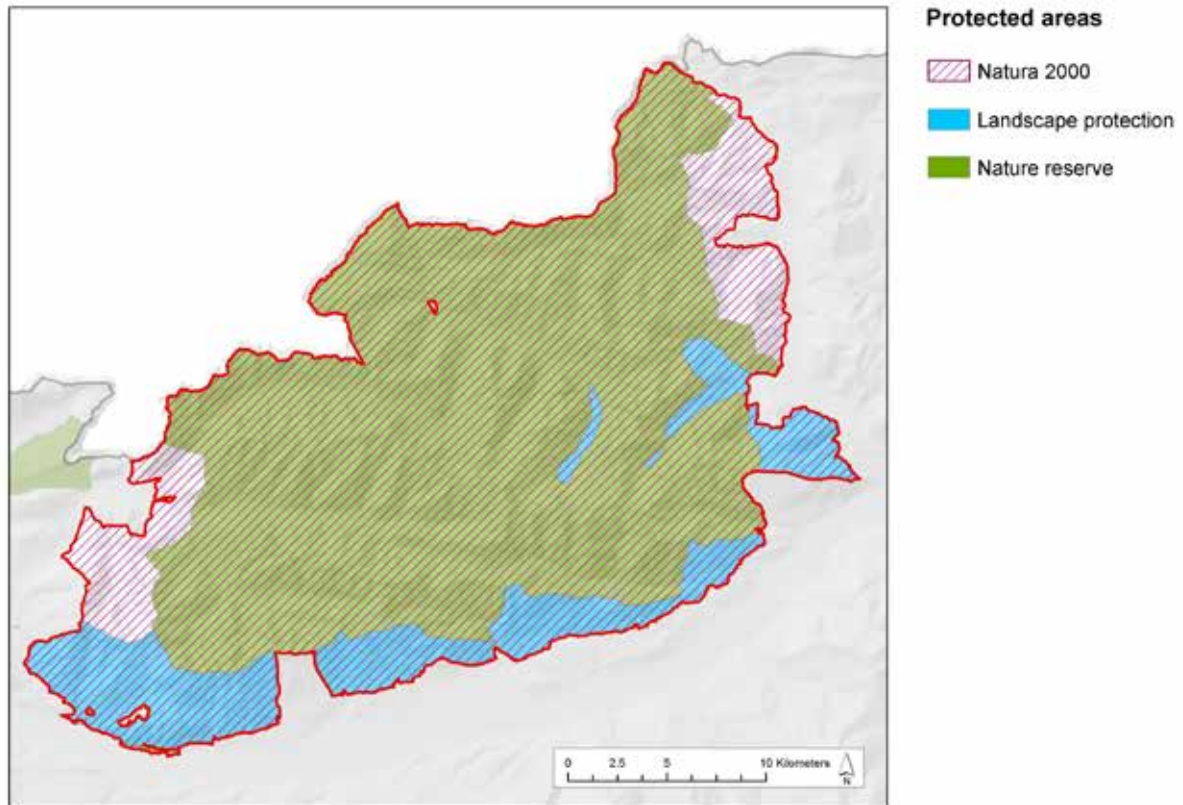 Protected areas
Natura 2000
Landscape protection
Nature reserve
0 2.5 5 10 Kilometers
N